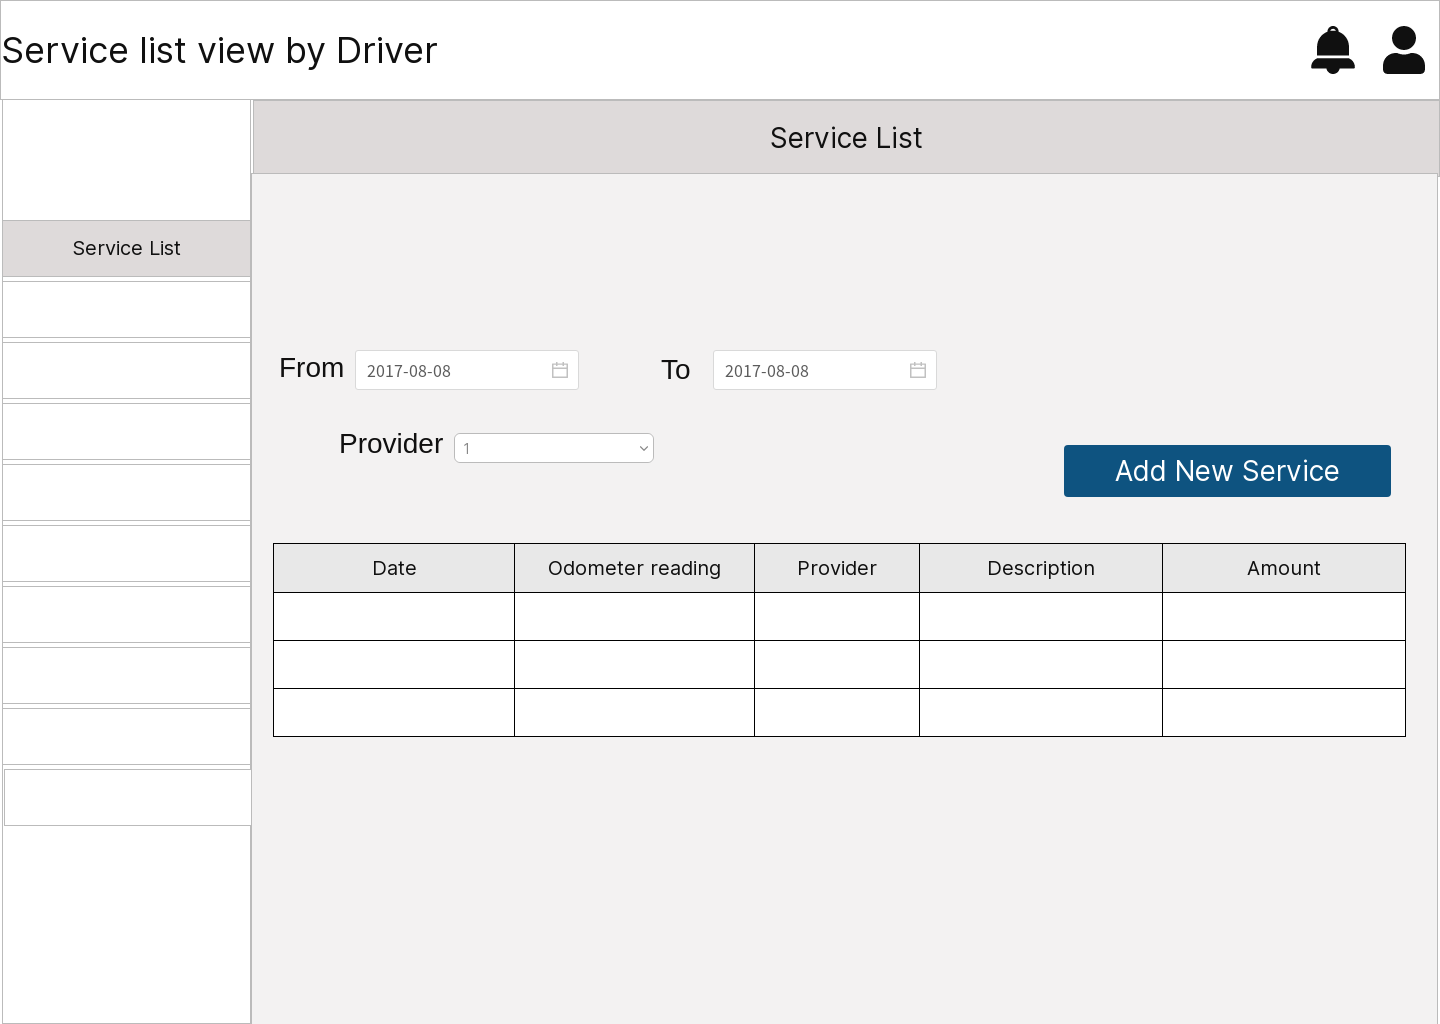 Service list view by Driver
Service List
Service List
From 2017-08-08 To 2017-08-08
Provider 1
Add New Service
Date Odometer reading Provider Description Amount